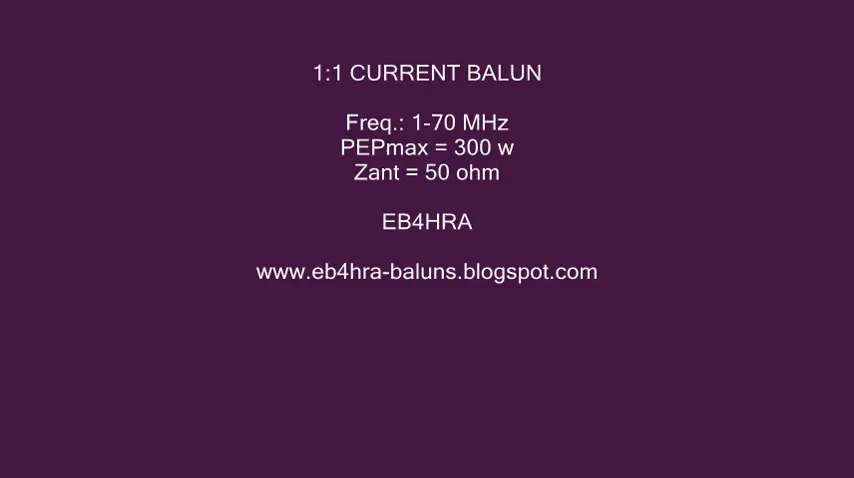 1:1 CURRENT BALUN
Freq.: 1-70 MHz
PEPmax = 300 w
Zant = 50 ohm
EB4HRA
www.eb4hra-baluns.blogspot.com